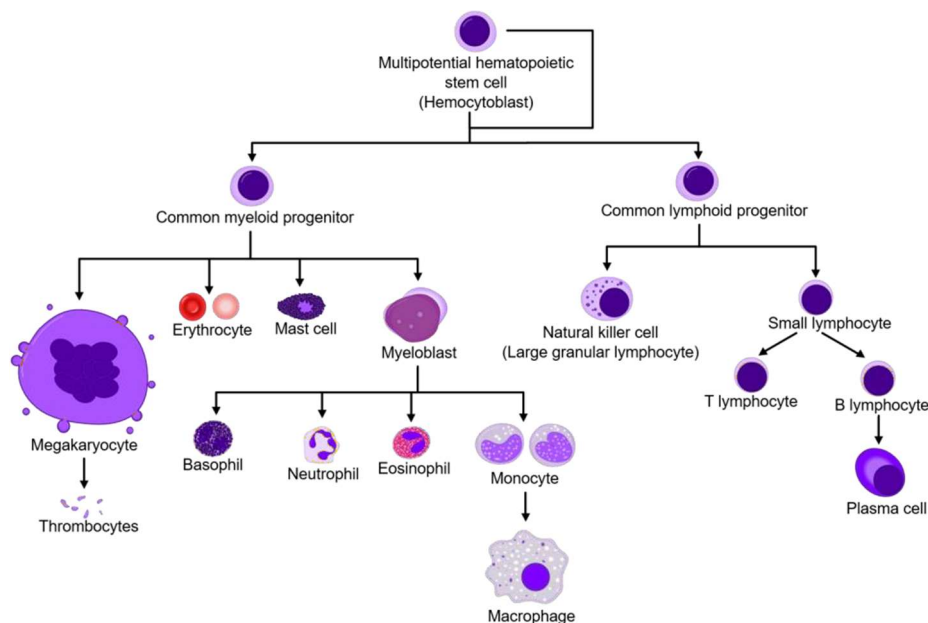 Multipotential hematopoietic
stem cell
(Hemocytoblast)
Common myeloid progenitor
Common lymphoid progenitor
Erythrocyte
Mast cell
Myeloblast
Natural killer cell
(Large granular lymphocyte)
Small lymphocyte
T lymphocyte
B lymphocyte
Megakaryocyte
Basophil
Neutrophil
Eosinophil
Monocyte
Plasma cell
Thrombocytes
Macrophage